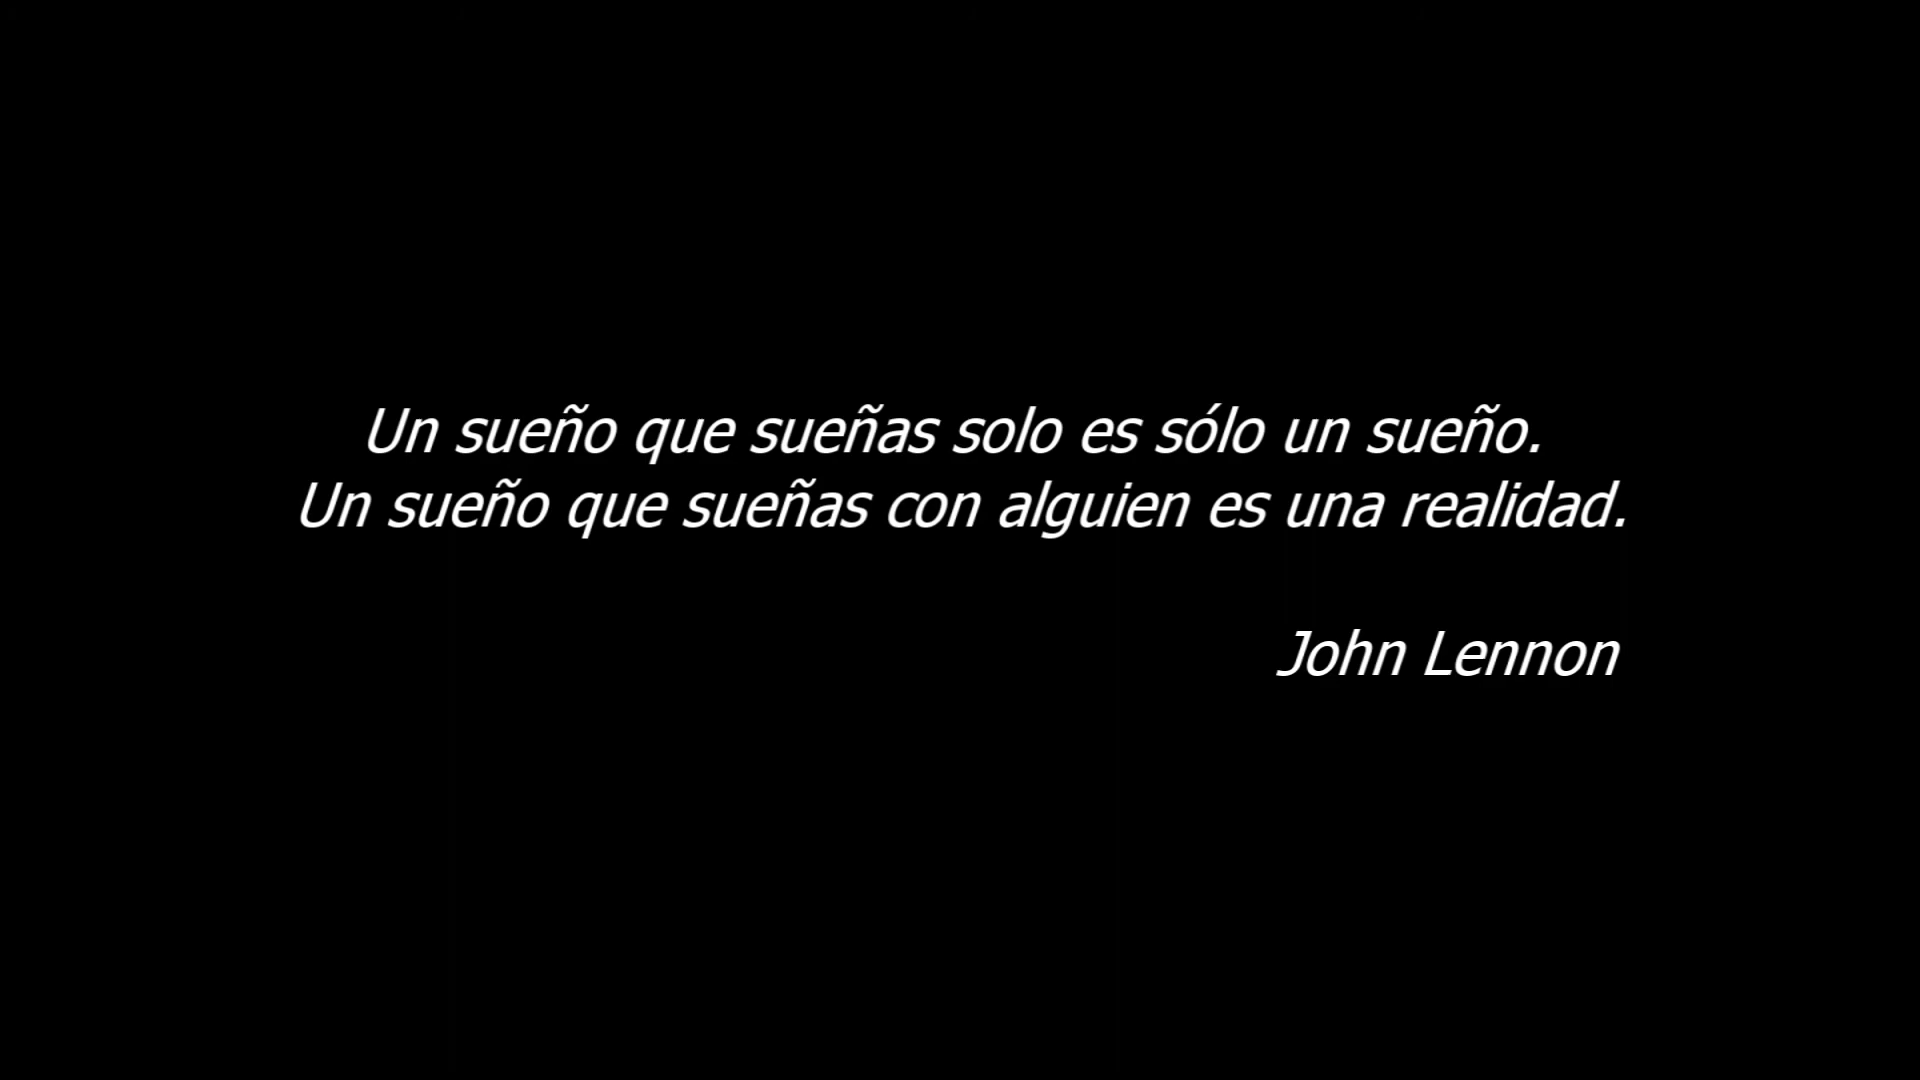 Un sueño que sueñas solo es sólo un sueño.
Un sueño que sueñas con alguien es una realidad.
John Lennon